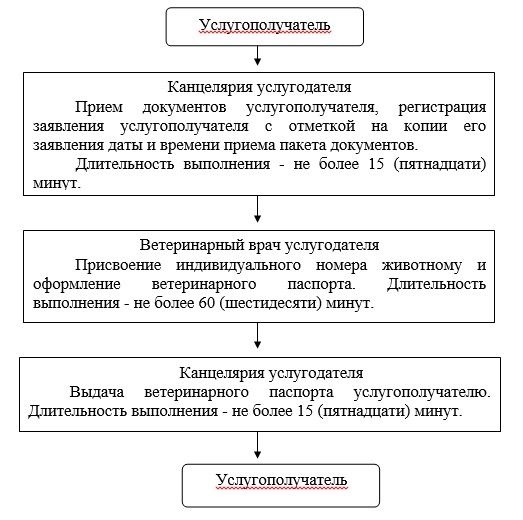 Услугополучатель
Канцелярия услугодателя
Прием документов услугополучателя, регистрация
заявления услугополучателя с отметкой на копии его
заявления даты и времени приема пакета документов.
Длительность выполнения - не более 15 (пятнадцати)
минут.
Ветеринарный врач услугодателя
Присвоение индивидуального номера животному и
оформление ветеринарного паспорта. Длительность
выполнения - не более 60 (шестидесяти) минут.
Канцелярия услугодателя
Выдача ветеринарного паспорта услугополучателю.
Длительность выполнения - не более 15 (пятнадцати) минут.
Услугополучатель